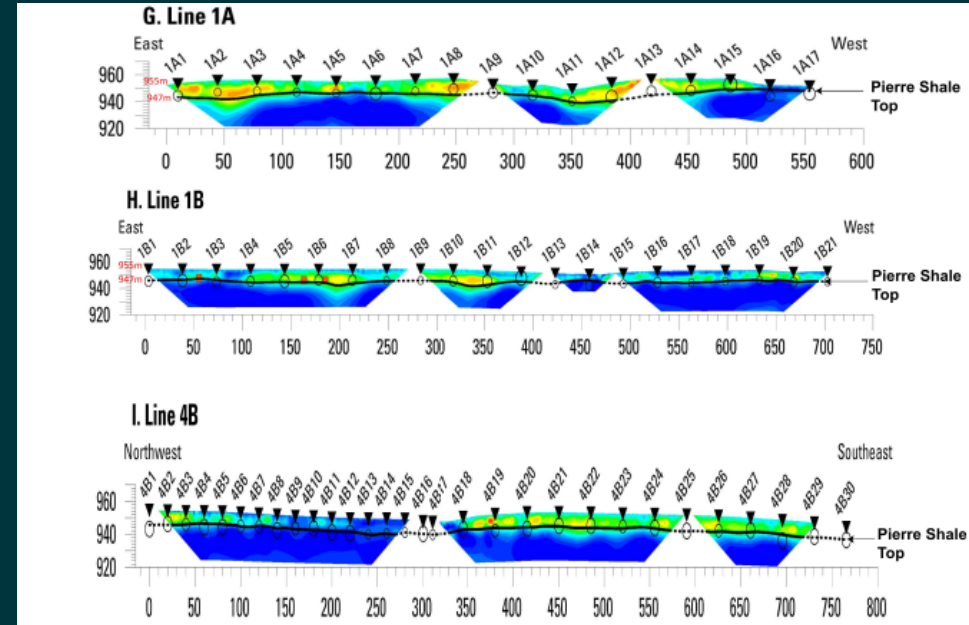 G. Line 1A
East
West
1A1 1A2 1A3 1A4 1A5 1A6 1A7 1A8 1A9 1A10 1A11 1A12 1A13 1A14 1A15 1A16 1A17
960
955m
947m
940
920
Pierre Shale
Top
0 50 100 150 200 250 300 350 400 450 500 550 600
H. Line 1B
East
West
1B1 1B2 1B3 1B4 1B5 1B6 1B7 1B8 1B9 1B10 1B11 1B12 1B13 1B14 1B15 1B16 1B17 1B18 1B19 1B20 1B21
960
955m
947m
940
920
Pierre Shale
Top
0 50 100 150 200 250 300 350 400 450 500 550 600 650 700 750
I. Line 4B
Northwest
Southeast
4B1 4B2 4B3 4B4 4B5 4B6 4B7 4B8 4B9 4B10 4B11 4B12 4B13 4B14 4B15 4B16 4B17 4B18 4B19 4B20 4B21 4B22 4B23 4B24 4B25 4B26 4B27 4B28 4B29 4B30
960
940
920
Pierre Shale
Top
0 50 100 150 200 250 300 350 400 450 500 550 600 650 700 750 800